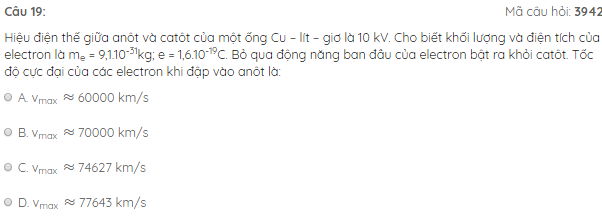 Câu 19: Mã câu hỏi: 3942
Hiệu điện thế giữa anôt và catôt của một ống Cu – lít – giơ là 10 kV. Cho biết khối lượng và điện tích của
electron là mₑ = 9,1.10⁻³¹kg; e = 1,6.10⁻¹⁹C. Bỏ qua động năng ban đầu của electron bật ra khỏi catôt. Tốc
độ cực đại của các electron khi đập vào anôt là:
A. vmax ≈ 60000 km/s
B. vmax ≈ 70000 km/s
C. vmax ≈ 74627 km/s
D. vmax ≈ 77643 km/s